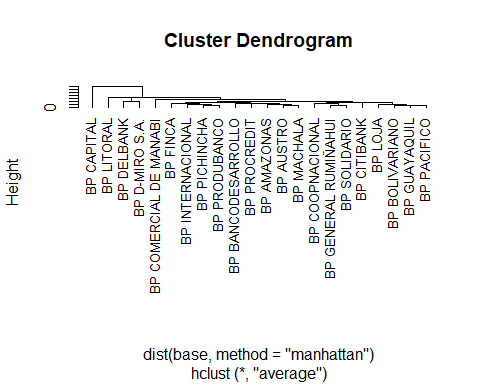 Cluster Dendrogram
Height
0
BP CAPITAL
BP LITORAL
BP DELBANK
BP D-MIRO S.A.
BP COMERCIAL DE MANABI
BP FINCA
BP INTERNACIONAL
BP PICHINCHA
BP PRODUBANCO
BP BANCODESARROLLO
BP PROCREDIT
BP AMAZONAS
BP AUSTRO
BP MACHALA
BP COOPNACIONAL
BP GENERAL RUMIÑAHUI
BP SOLIDARIO
BP CITIBANK
BP LOJA
BP BOLIVARIANO
BP GUAYAQUIL
BP PACIFICO
dist(base, method = "manhattan")
hclust (*, "average")